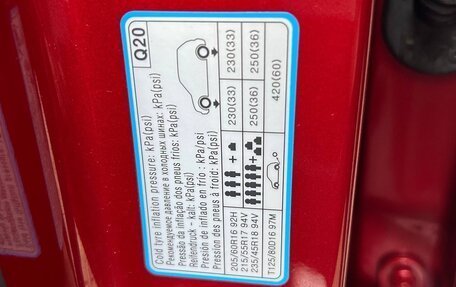 Q20
Cold tyre inflation pressure: kPa(psi)
Рекомендуемое давление в холодных шинах: kPa(psi)
Pressão da inflação dos pneus frios: kPa(psi)
Reifendruck - kalt: kPa(psi)
Presión de inflado en frío : kPa/psi
Pression des pneus à froid: kPa(psi)
205/60R16 92H
215/55R17 94V
235/45R18 94V
230(33) 230(33)
250(36) 250(36)
T125/80D16 97M
420(60)